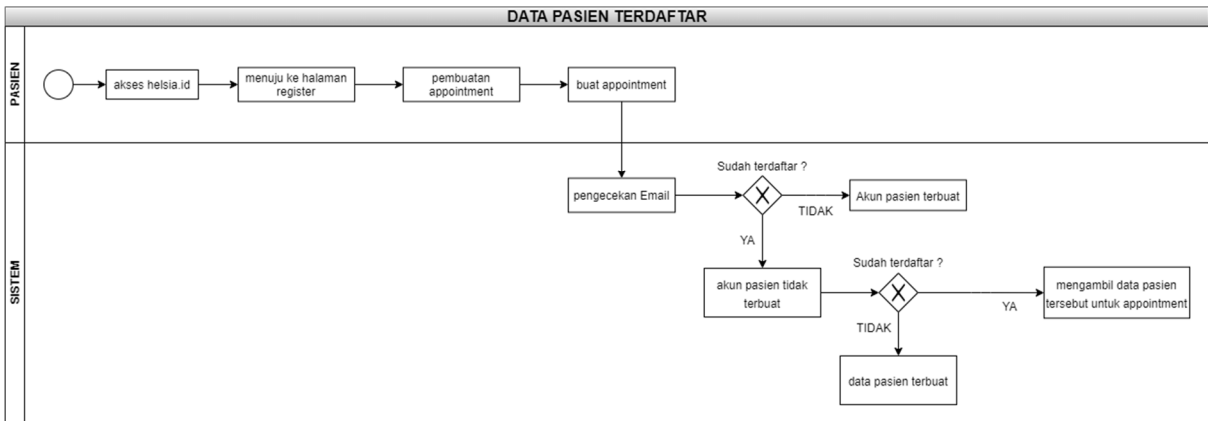 DATA PASIEN TERDAFTAR
PASIEN
akses helsia.id
menuju ke halaman
register
pembuatan
appointment
buat appointment
SISTEM
pengecekan Email
Sudah terdaftar ?
TIDAK
Akun pasien terbuat
YA
akun pasien tidak
terbuat
Sudah terdaftar ?
YA
mengambil data pasien
tersebut untuk appointment
TIDAK
data pasien terbuat